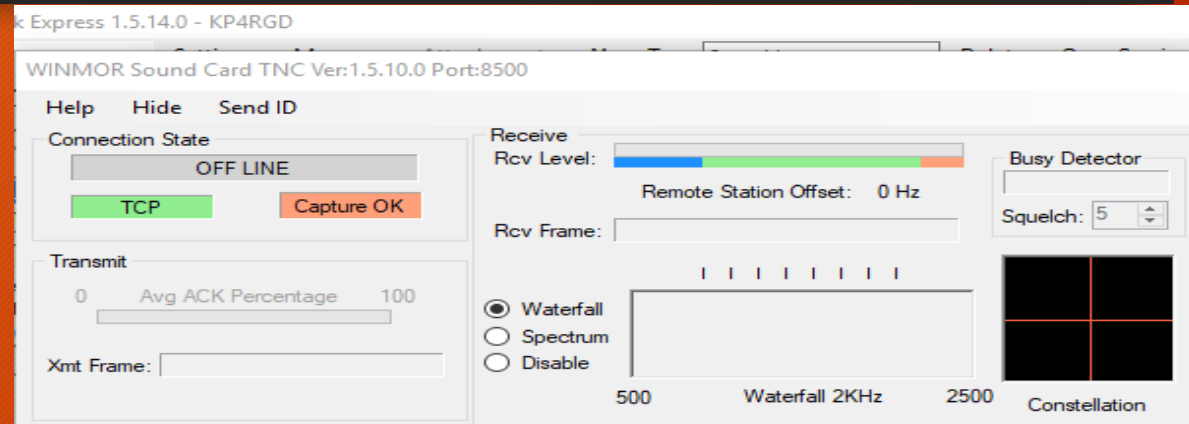 k Express 1.5.14.0 - KP4RGD
WINMOR Sound Card TNC Ver:1.5.10.0 Port:8500
Help Hide Send ID
Connection State
OFF LINE
TCP Capture OK
Receive
Rcv Level:
Remote Station Offset: 0 Hz
Rcv Frame:
Busy Detector
Squelch: 5
Transmit
0 Avg ACK Percentage 100
Xmt Frame:
Waterfall
Spectrum
Disable
500 Waterfall 2KHz 2500
Constellation